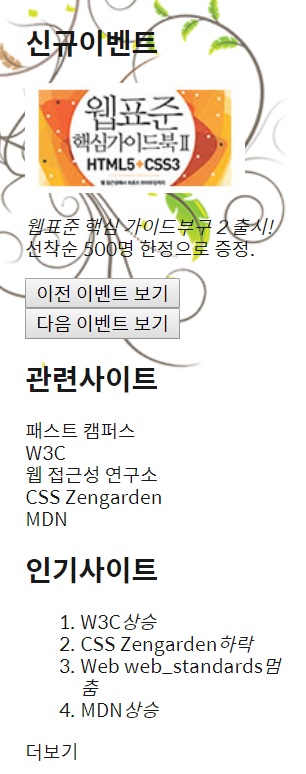 신규이벤트
웹표준
핵심가이드북Ⅱ
HTML5+CSS3
웹표준 핵심 가이드부구 2 출시!
선착순 500명 한정으로 증정.
이전 이벤트 보기
다음 이벤트 보기
관련사이트
패스트 캠퍼스
W3C
웹 접근성 연구소
CSS Zengarden
MDN
인기사이트
1. W3C상승
2. CSS Zengarden하락
3. Web web_standards멈
춤
4. MDN상승
더보기